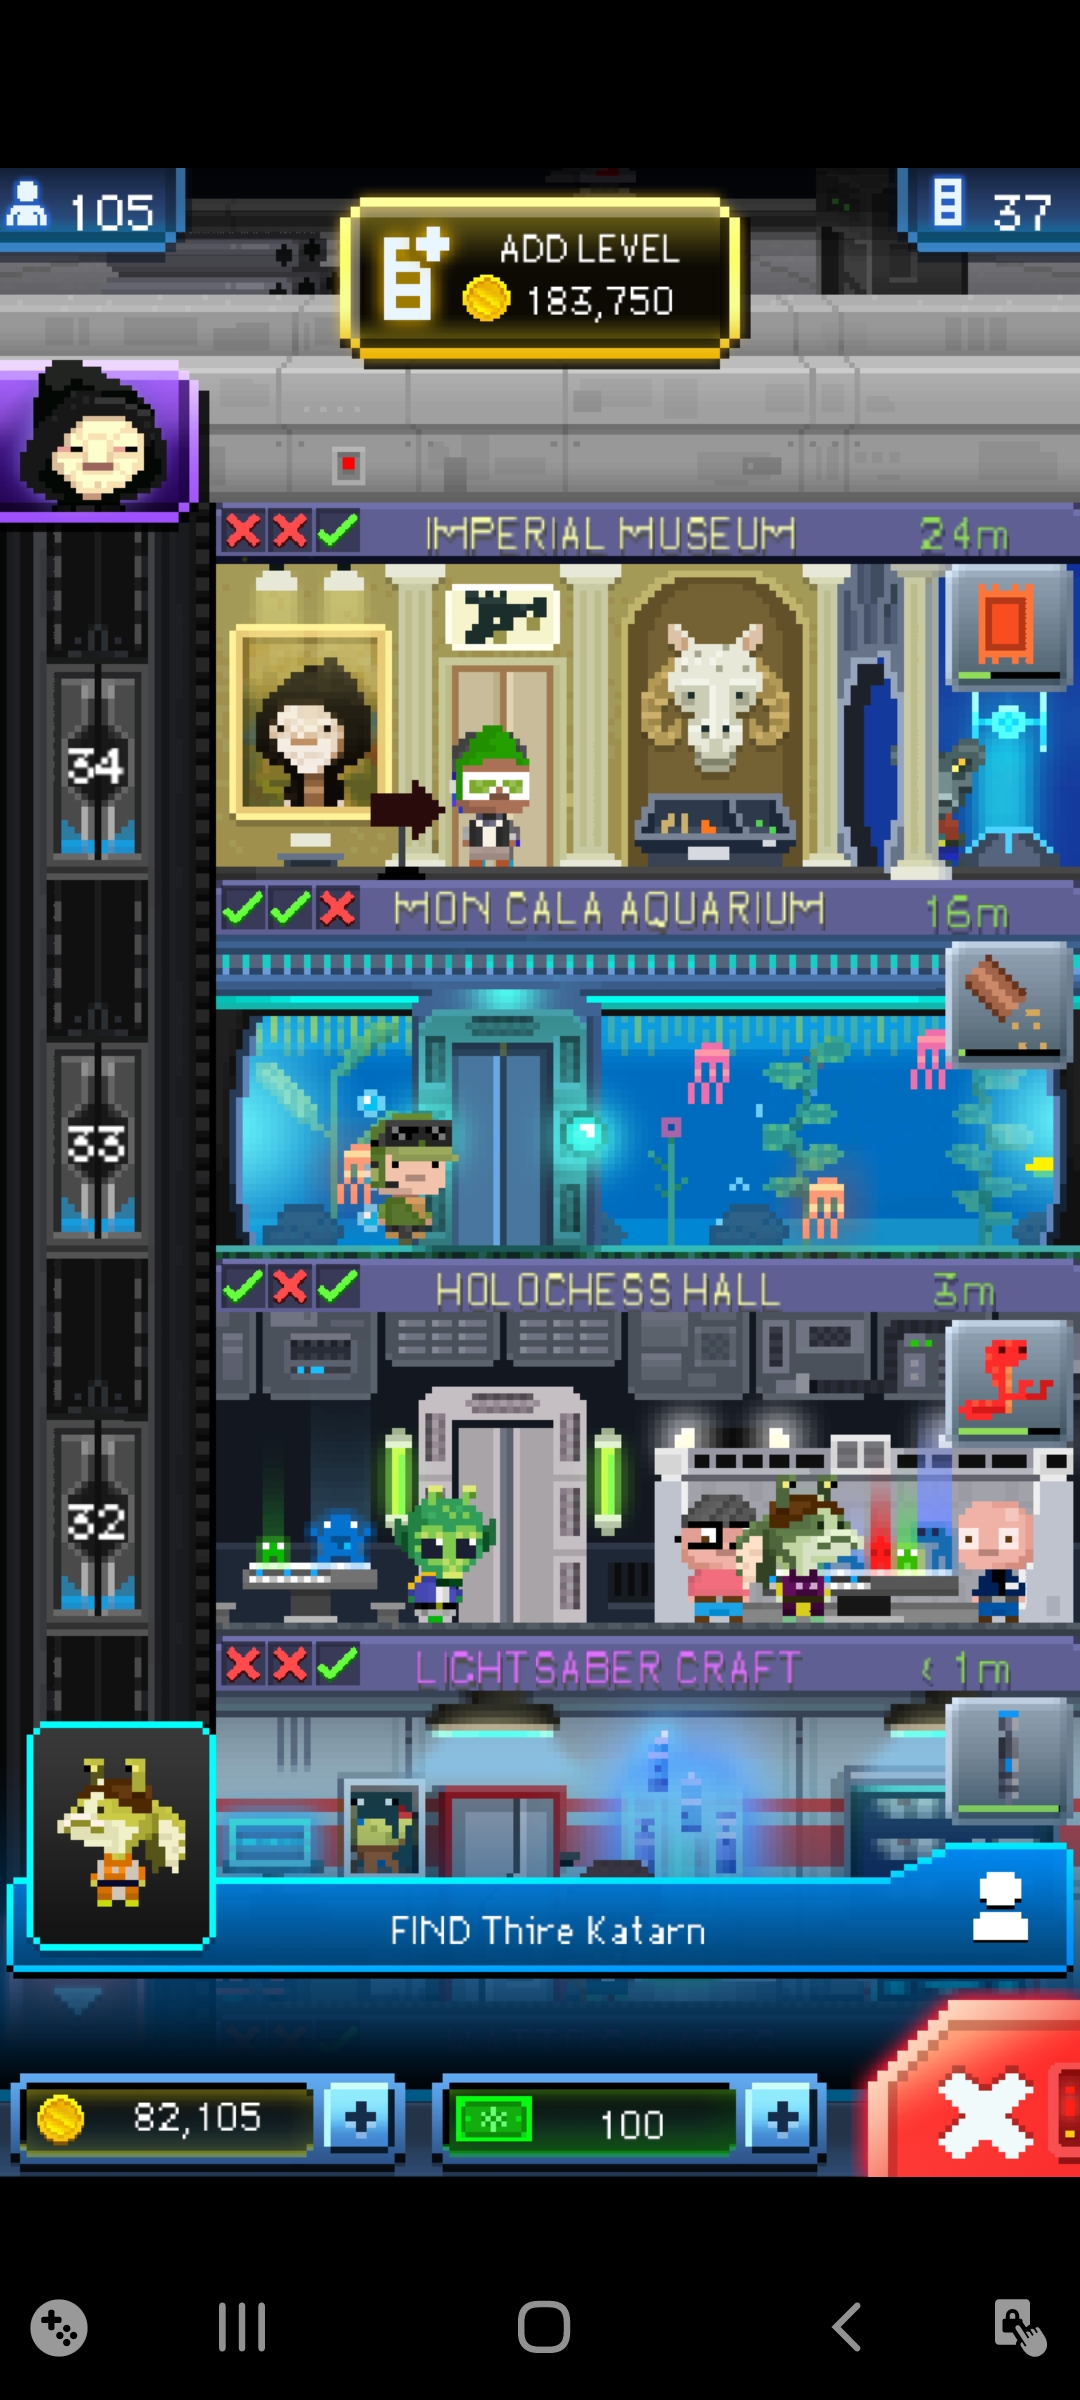 105
ADD LEVEL
183,750
37
IMPERIAL MUSEUM 24m
34
MON CALA AQUARIUM 16m
33
HOLOCHESS HALL 3m
32
LIGHTSABER CRAFT < 1m
FIND Thire Katarn
82,105
100